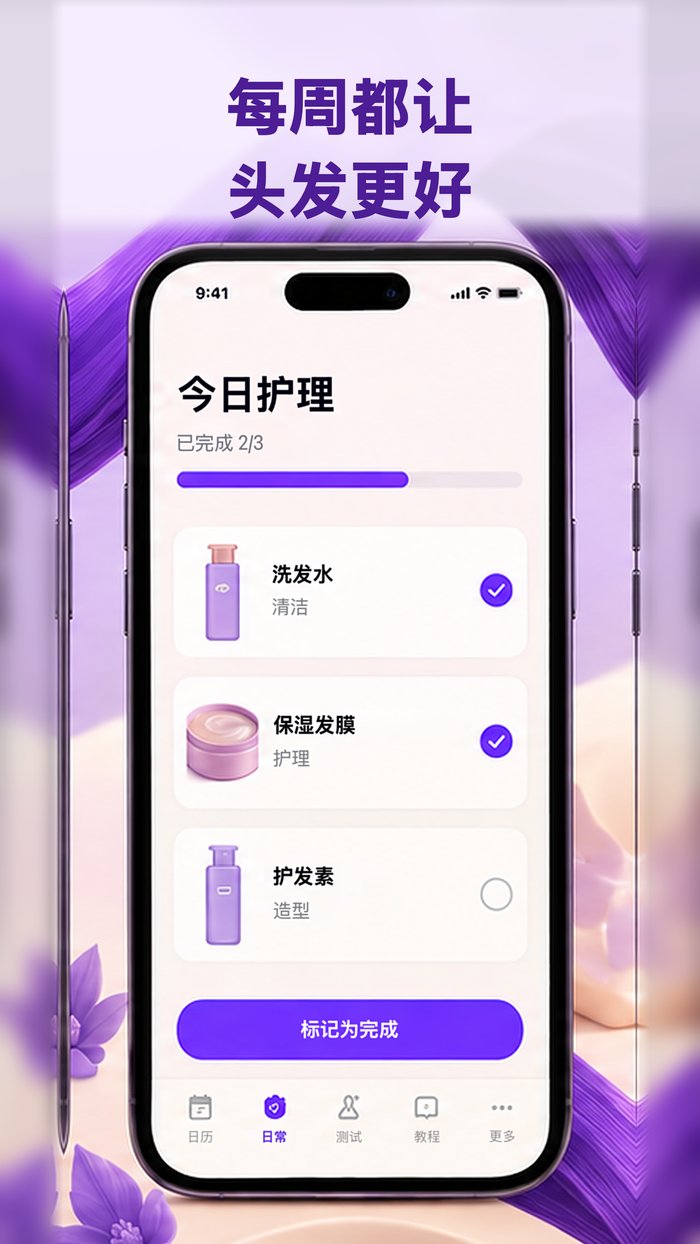 每周都让
头发更好
9:41
今日护理
已完成 2/3
洗发水
清洁
保湿发膜
护理
护发素
造型
标记为完成
日历
日常
测试
教程
更多